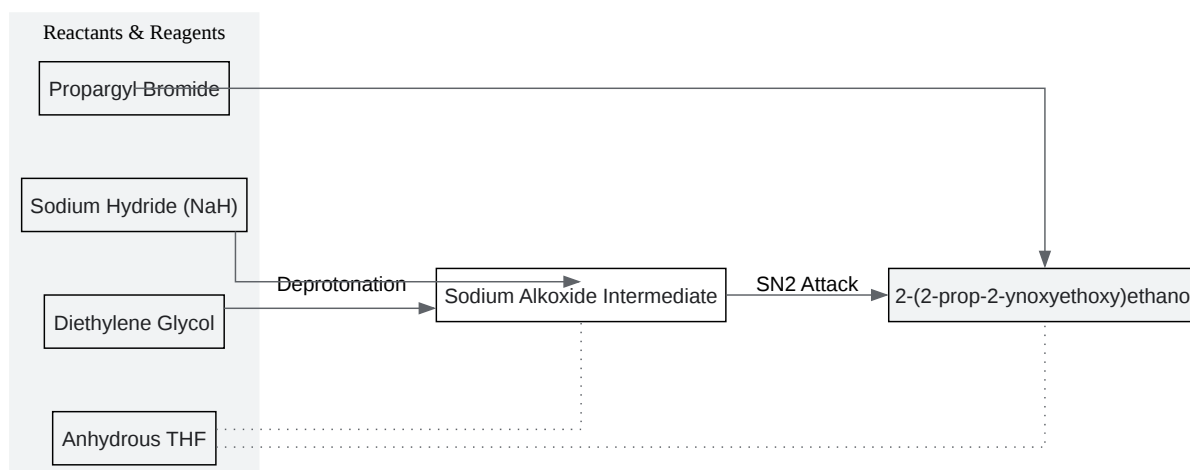 Reactants & Reagents
Propargyl Bromide
Sodium Hydride (NaH)
Deprotonation
Sodium Alkoxide Intermediate
SN2 Attack
2-(2-prop-2-ynoxyethoxy)ethano
Diethylene Glycol
Anhydrous THF